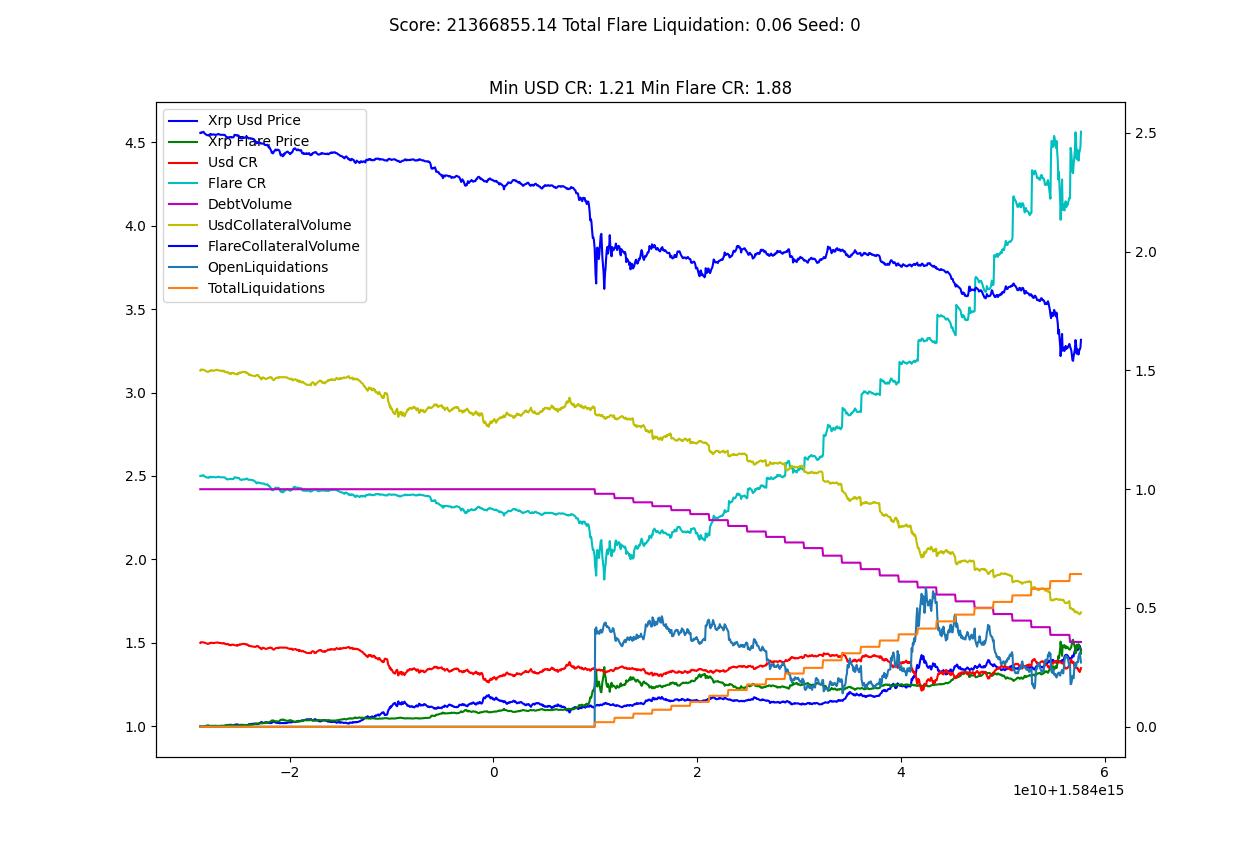 Score: 21366855.14 Total Flare Liquidation: 0.06 Seed: 0
Min USD CR: 1.21 Min Flare CR: 1.88
Xrp Usd Price
Xrp Flare Price
Usd CR
Flare CR
DebtVolume
UsdCollateralVolume
FlareCollateralVolume
OpenLiquidations
TotalLiquidations
4.5
4.0
3.5
3.0
2.5
2.0
1.5
1.0
2.5
2.0
1.5
1.0
0.5
0.0
−2 0 2 4 6
1e10+1.584e15